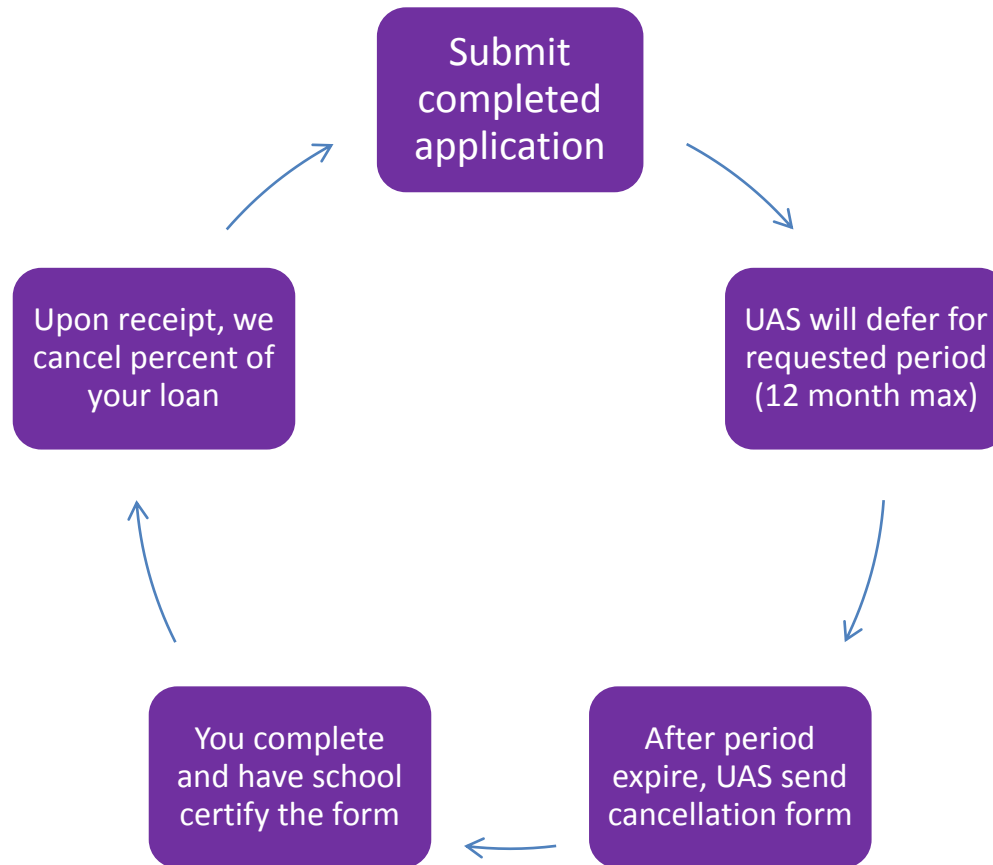 Submit
completed
application
UAS will defer for
requested period
(12 month max)
After period
expire, UAS send
cancellation form
You complete
and have school
certify the form
Upon receipt, we
cancel percent of
your loan